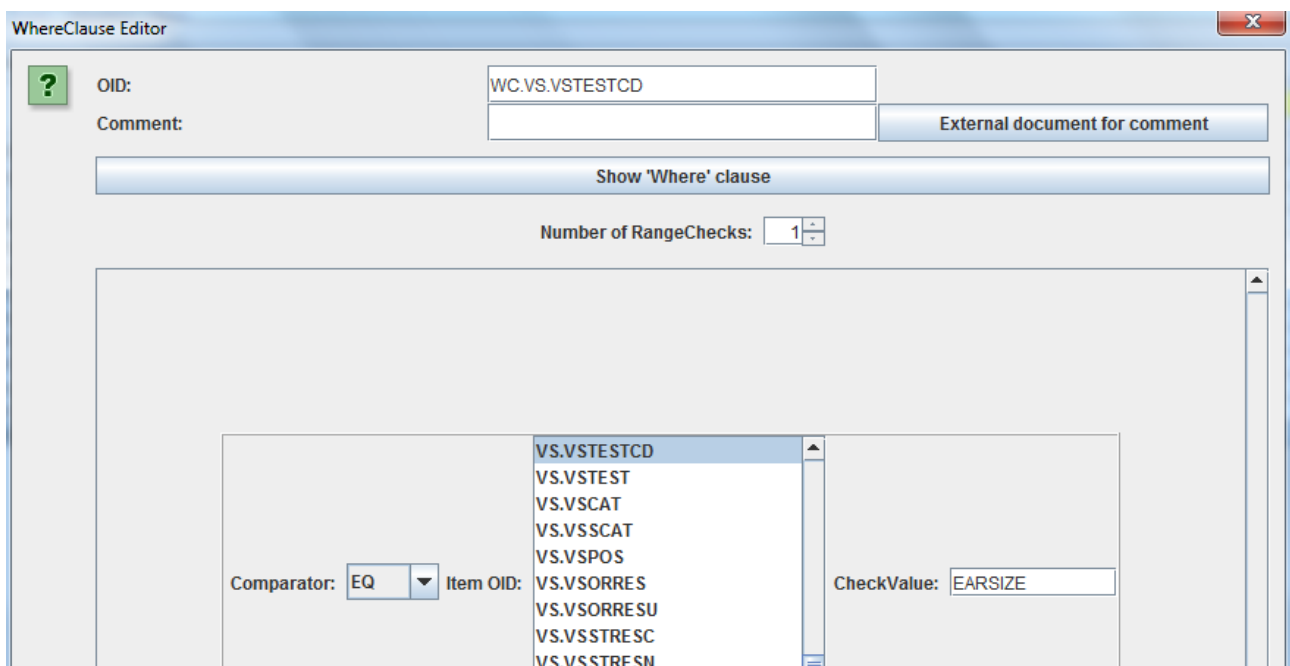 WhereClause Editor
x
?
OID: WC.VS.VSTESTCD
Comment: External document for comment
Show 'Where' clause
Number of RangeChecks: 1
VS.VSTESTCD
VS.VSTEST
VS.VSCAT
VS.VSSCAT
VS.VSPOS
Comparator: EQ Item OID: VS.VSORRES CheckValue: EARSIZE
VS.VSORRESU
VS.VSSTRESC
VS.VSSTRESN